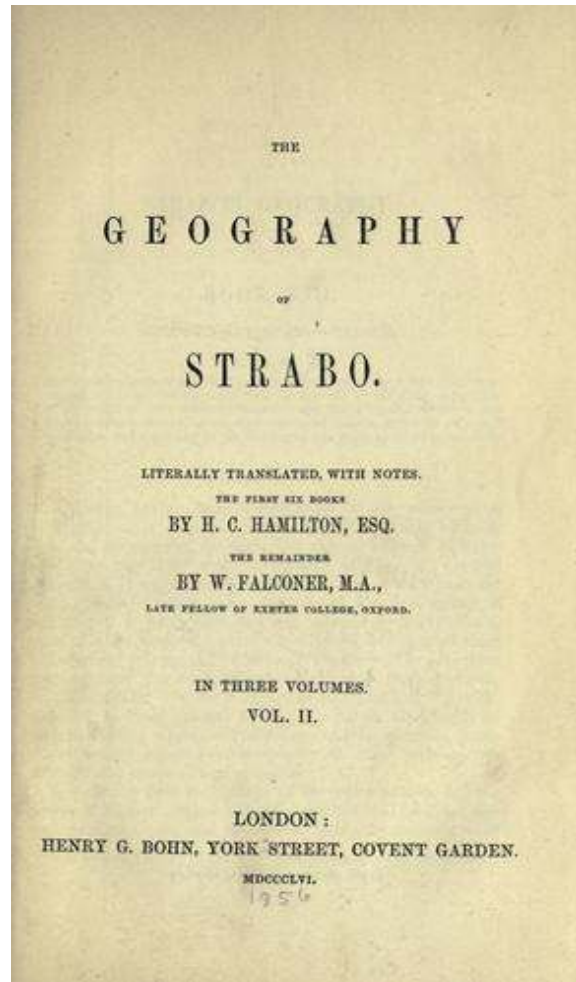 THE
GEOGRAPHY
OF
STRABO.
LITERALLY TRANSLATED, WITH NOTES.
THE FIRST SIX BOOKS
BY H. C. HAMILTON, ESQ.
THE REMAINDER
BY W. FALCONER, M.A.,
LATE FELLOW OF EXETER COLLEGE, OXFORD.
IN THREE VOLUMES.
VOL. II.
LONDON:
HENRY G. BOHN, YORK STREET, COVENT GARDEN.
MDCCCLVI.
1856